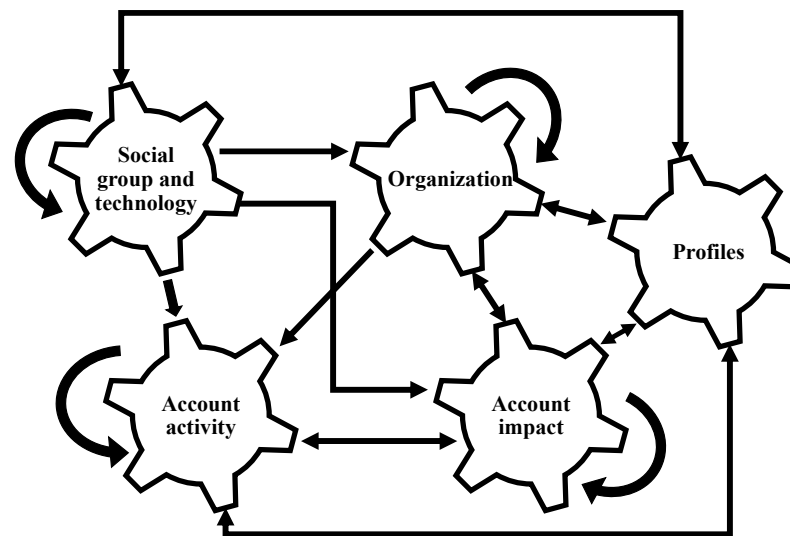 Social
group and
technology
Organization
Profiles
Account
activity
Account
impact